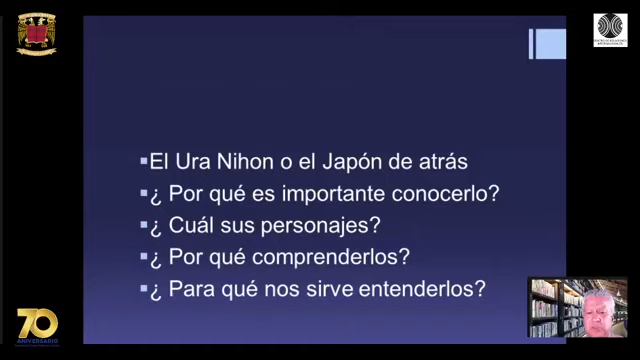 ▪El Ura Nihon o el Japón de atrás
▪¿ Por qué es importante conocerlo?
▪¿ Cuál sus personajes?
▪¿ Por qué comprenderlos?
▪¿ Para qué nos sirve entenderlos?
70
ANIVERSARIO